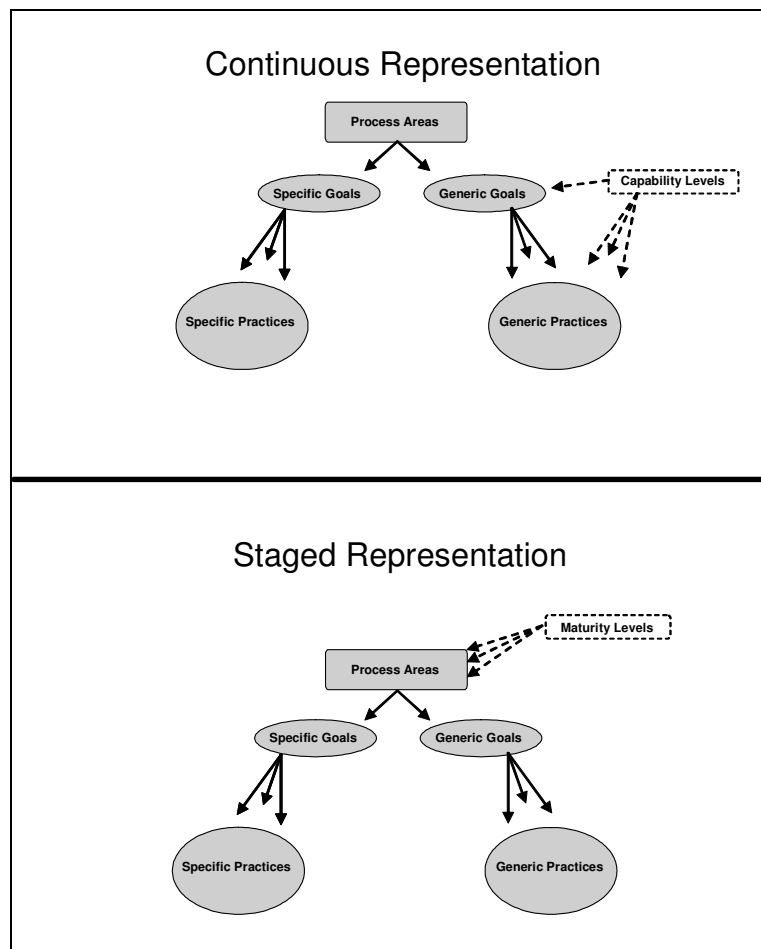 Continuous Representation
Process Areas
Specific Goals
Generic Goals
Capability Levels
Specific Practices
Generic Practices
Staged Representation
Maturity Levels
Process Areas
Specific Goals
Generic Goals
Specific Practices
Generic Practices